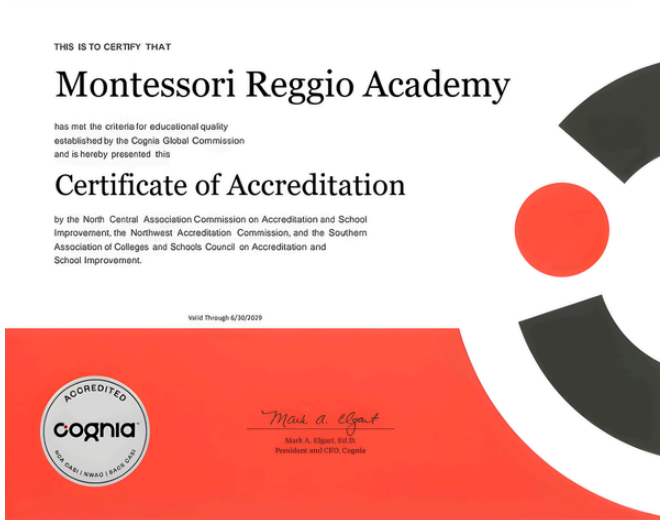 THIS IS TO CERTIFY THAT
Montessori Reggio Academy
has met the criteria for educational quality
established by the Cognia Global Commission
and is hereby presented this
Certificate of Accreditation
by the North Central Association Commission on Accreditation and School
Improvement, the Northwest Accreditation Commission, and the Southern
Association of Colleges and Schools Council on Accreditation and
School Improvement.
Valid Through 6/30/2029
ACCREDITED
cognia
NCA CASI | NWAC | SACS CASI
Mark A. Elgart
Mark A. Elgart, Ed.D.
President and CEO, Cognia